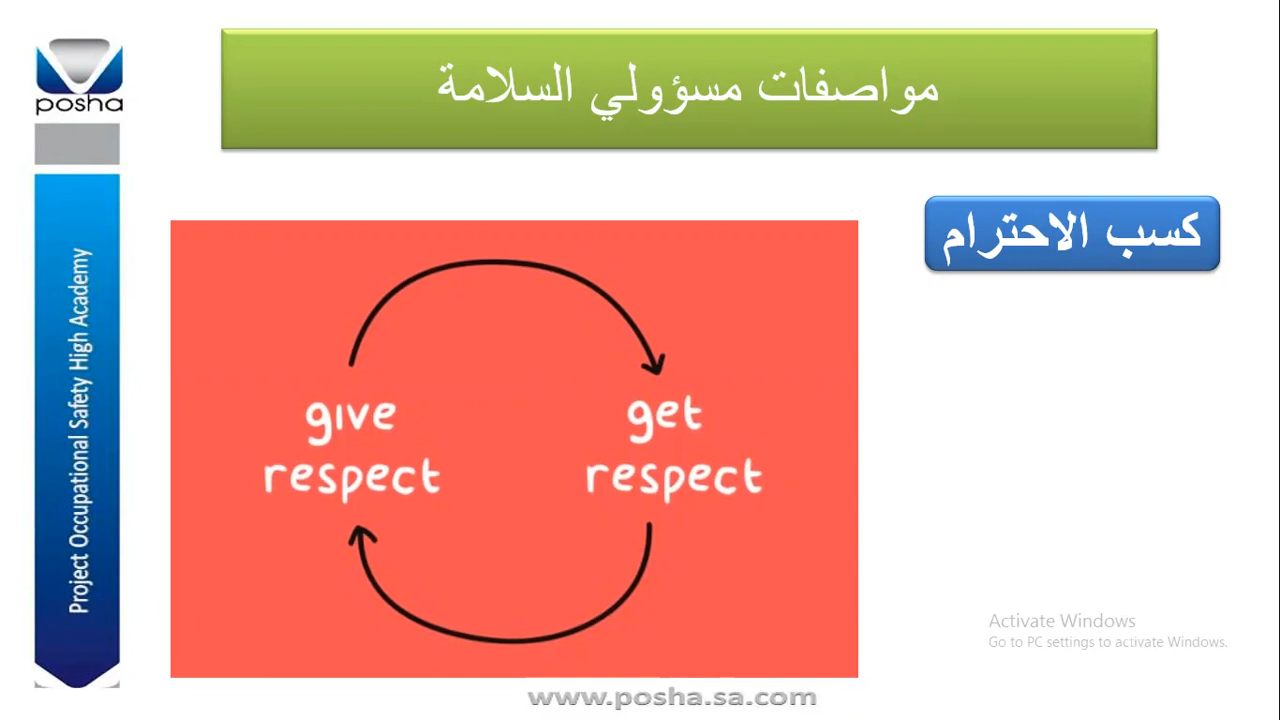 posha
مواصفات مسؤولي السلامة
كسب الاحترام
Project Occupational Safety High Academy
give
respect
get
respect
Activate Windows
Go to PC settings to activate Windows.
www.posha.sa.com